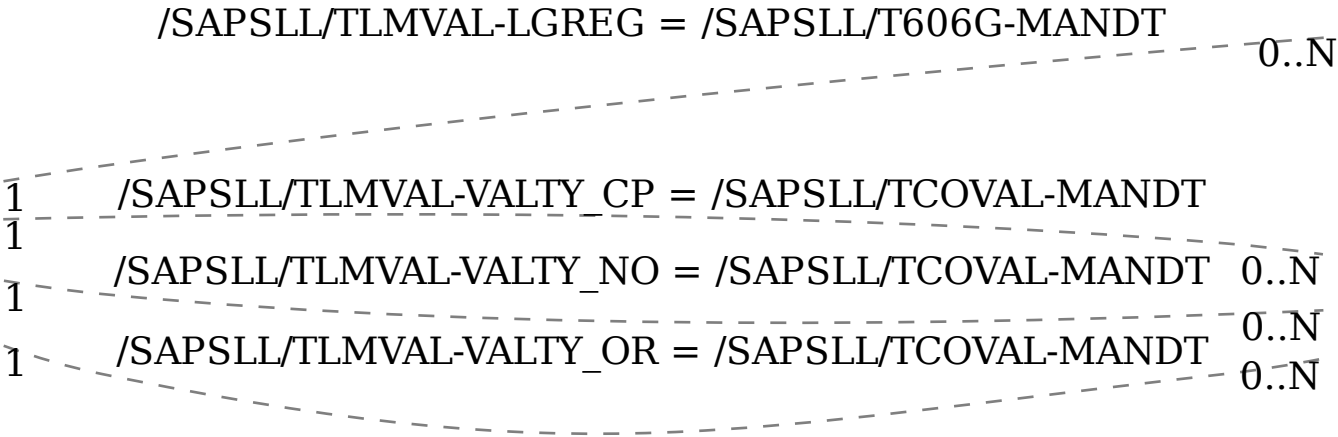 /SAPSLL/TLMVAL-LGREG = /SAPSLL/T606G-MANDT
0..N
1
/SAPSLL/TLMVAL-VALTY_CP = /SAPSLL/TCOVAL-MANDT
1
/SAPSLL/TLMVAL-VALTY_NO = /SAPSLL/TCOVAL-MANDT
0..N
1
0..N
/SAPSLL/TLMVAL-VALTY_OR = /SAPSLL/TCOVAL-MANDT
1
0..N